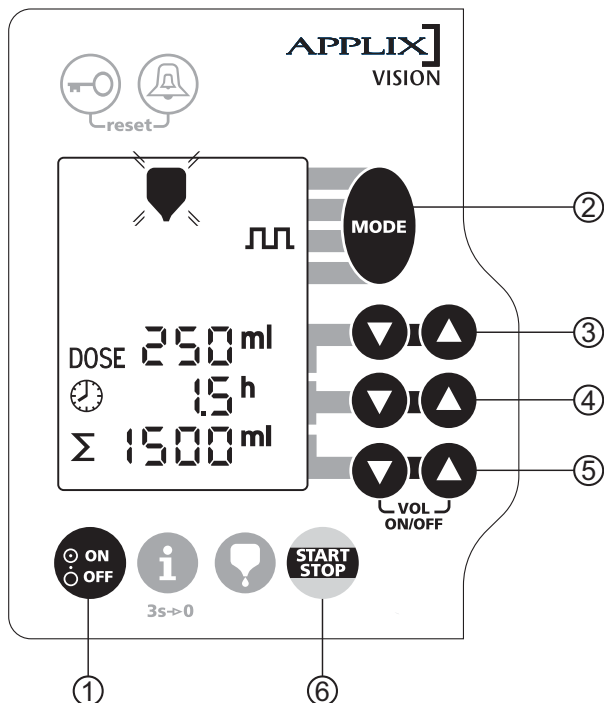 APPLIX
VISION
reset
MODE
②
DOSE 250 ml
③
1.5 h
④
Σ 1500 ml
⑤
VOL
ON/OFF
ON
OFF
i
START
STOP
3s->0
①
⑥